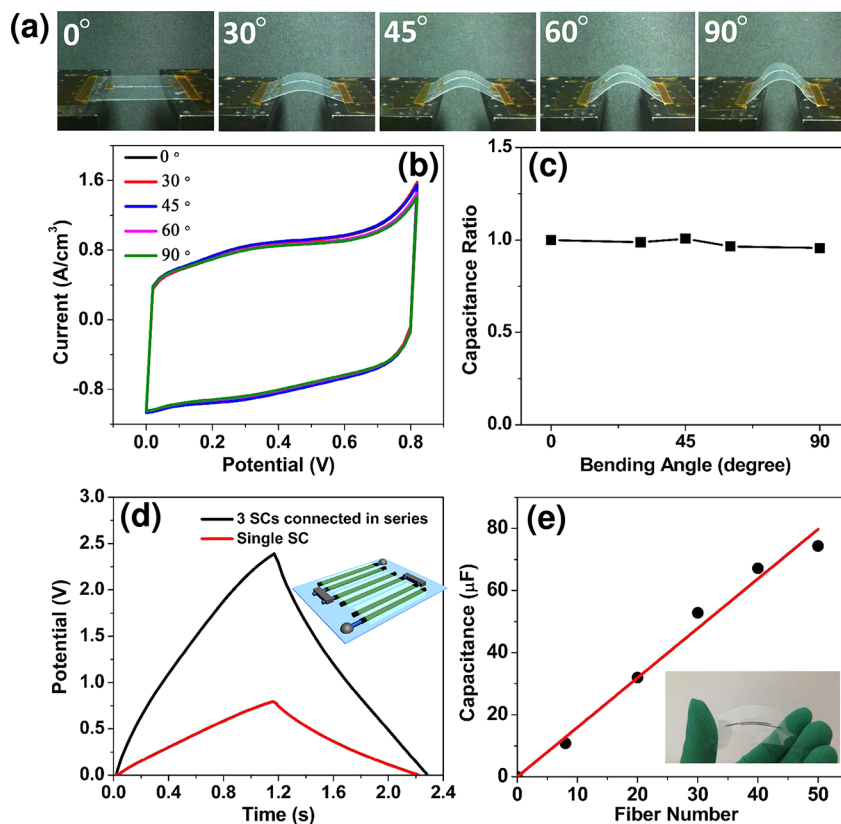 (a) 0° 30° 45° 60° 90°
(b)
0 °
30 °
45 °
60 °
90 °
1.6
0.8
0.0
-0.8
Current (A/cm³)
0.0 0.2 0.4 0.6 0.8
Potential (V)
(c)
1.5
1.0
0.5
0.0
Capacitance Ratio
0 45 90
Bending Angle (degree)
(d)
3 SCs connected in series
Single SC
3.0
2.5
2.0
1.5
1.0
0.5
0.0
Potential (V)
0.0 0.4 0.8 1.2 1.6 2.0 2.4
Time (s)
(e)
80
60
40
20
0
Capacitance (µF)
0 10 20 30 40 50
Fiber Number